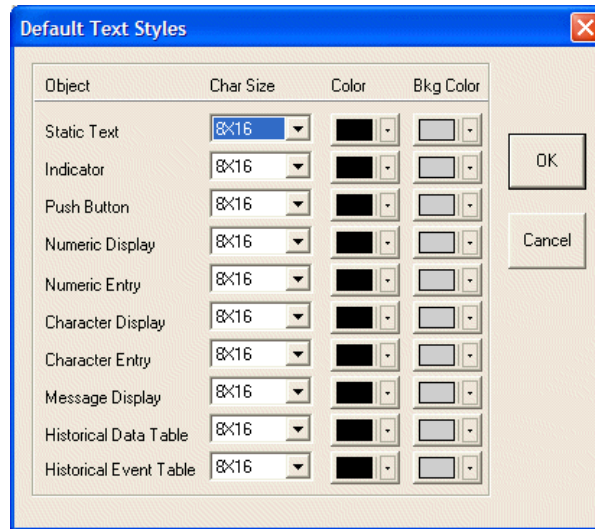 Default Text Styles
Object Char Size Color Bkg Color
Static Text 8X16
Indicator 8X16
Push Button 8X16
Numeric Display 8X16
Numeric Entry 8X16
Character Display 8X16
Character Entry 8X16
Message Display 8X16
Historical Data Table 8X16
Historical Event Table 8X16
OK
Cancel